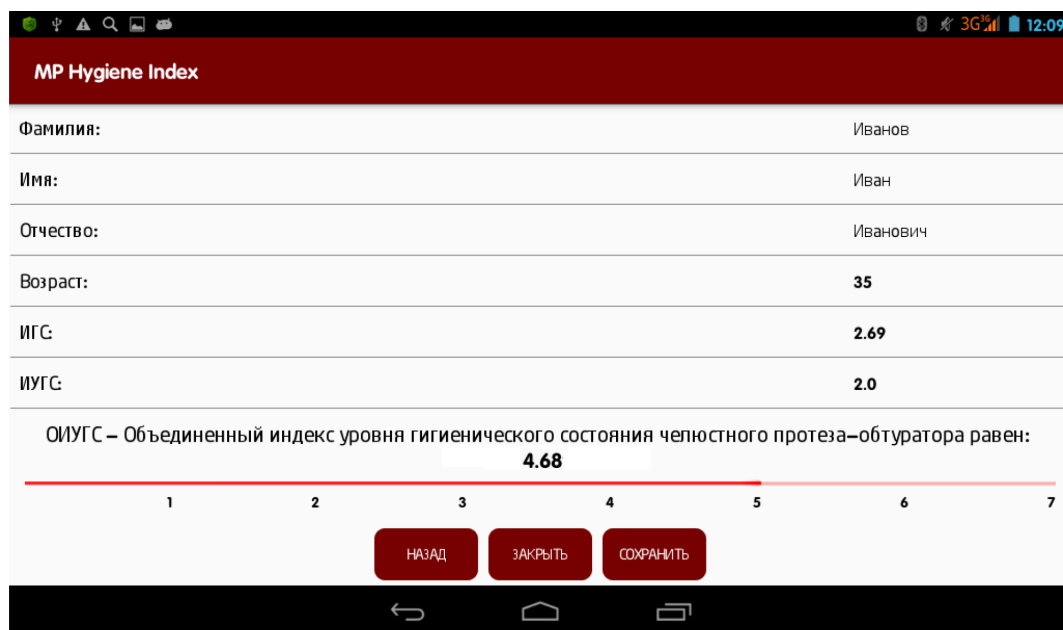 3G 3G 12:09
MP Hygiene Index
Фамилия: Иванов
Имя: Иван
Отчество: Иванович
Возраст: 35
ИГС: 2.69
ИУГС: 2.0
ОИУГС – Объединенный индекс уровня гигиенического состояния челюстного протеза–обтуратора равен:
4.68
1 2 3 4 5 6 7
НАЗАД ЗАКРЫТЬ СОХРАНИТЬ